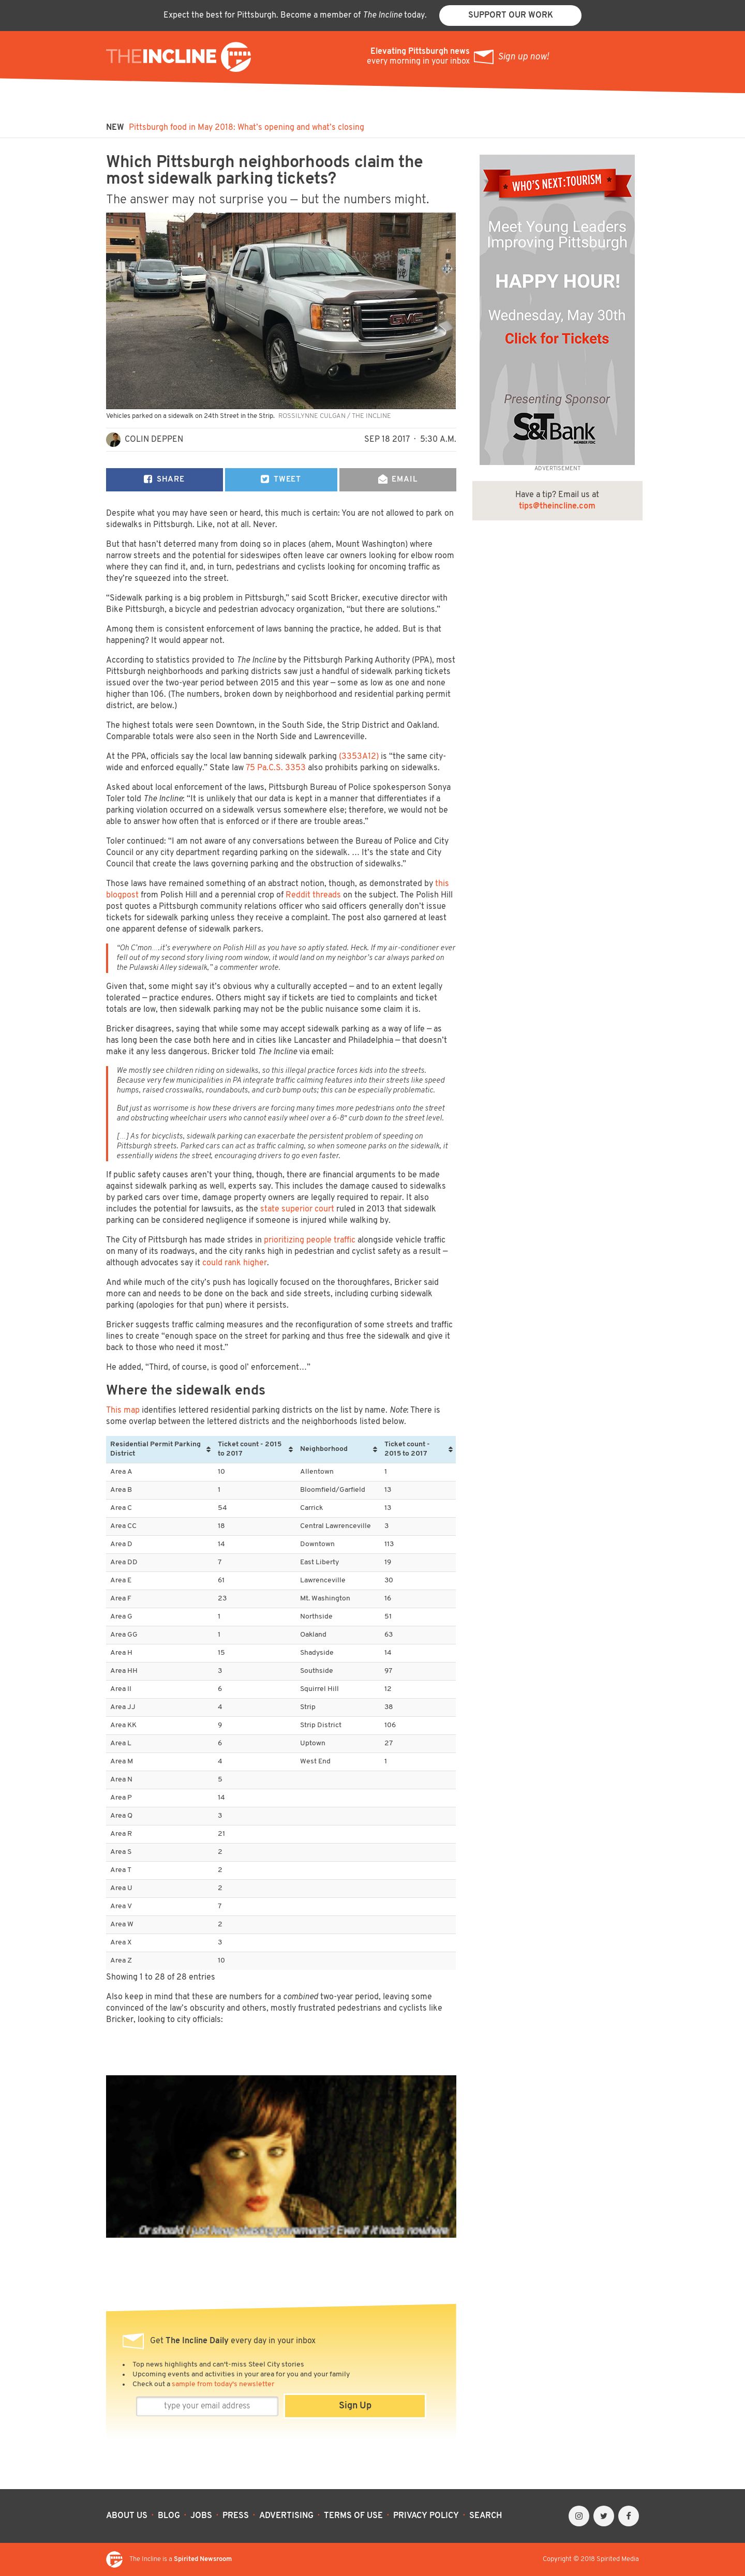 Expect the best for Pittsburgh. Become a member of The Incline today.
SUPPORT OUR WORK
THEINCLINE
Elevating Pittsburgh news
every morning in your inbox
Sign up now!
NEW Pittsburgh food in May 2018: What's opening and what's closing
Which Pittsburgh neighborhoods claim the
most sidewalk parking tickets?
The answer may not surprise you — but the numbers might.
GMC
Vehicles parked on a sidewalk on 24th Street in the Strip. ROSSILYNNE CULGAN / THE INCLINE
COLIN DEPPEN
SEP 18 2017 · 5:30 A.M.
SHARE
TWEET
EMAIL
WHO'S NEXT: TOURISM
Meet Young Leaders
Improving Pittsburgh
HAPPY HOUR!
Wednesday, May 30th
Click for Tickets
Presenting Sponsor
S&T Bank
MEMBER FDIC
ADVERTISEMENT
Have a tip? Email us at
tips@theincline.com
Despite what you may have seen or heard, this much is certain: You are not allowed to park on
sidewalks in Pittsburgh. Like, not at all. Never.
But that hasn't deterred many from doing so in places (ahem, Mount Washington) where
narrow streets and the potential for sideswipes often leave car owners looking for elbow room
where they can find it, and, in turn, pedestrians and cyclists looking for oncoming traffic as
they're squeezed into the street.
“Sidewalk parking is a big problem in Pittsburgh,” said Scott Bricker, executive director with
Bike Pittsburgh, a bicycle and pedestrian advocacy organization, “but there are solutions.”
Among them is consistent enforcement of laws banning the practice, he added. But is that
happening? It would appear not.
According to statistics provided to The Incline by the Pittsburgh Parking Authority (PPA), most
Pittsburgh neighborhoods and parking districts saw just a handful of sidewalk parking tickets
issued over the two-year period between 2015 and this year — some as low as one and none
higher than 106. (The numbers, broken down by neighborhood and residential parking permit
district, are below.)
The highest totals were seen Downtown, in the South Side, the Strip District and Oakland.
Comparable totals were also seen in the North Side and Lawrenceville.
At the PPA, officials say the local law banning sidewalk parking (3353A12) is “the same city-
wide and enforced equally.” State law 75 Pa.C.S. 3353 also prohibits parking on sidewalks.
Asked about local enforcement of the laws, Pittsburgh Bureau of Police spokesperson Sonya
Toler told The Incline: “It is unlikely that our data is kept in a manner that differentiates if a
parking violation occurred on a sidewalk versus somewhere else; therefore, we would not be
able to answer how often that is enforced or if there are trouble areas.”
Toler continued: “I am not aware of any conversations between the Bureau of Police and City
Council or any city department regarding parking on the sidewalk. … It's the state and City
Council that create the laws governing parking and the obstruction of sidewalks.”
Those laws have remained something of an abstract notion, though, as demonstrated by this
blogpost from Polish Hill and a perennial crop of Reddit threads on the subject. The Polish Hill
post quotes a Pittsburgh community relations officer who said officers generally don't issue
tickets for sidewalk parking unless they receive a complaint. The post also garnered at least
one apparent defense of sidewalk parkers.
“Oh C'mon….it's everywhere on Polish Hill as you have so aptly stated. Heck. If my air-conditioner ever
fell out of my second story living room window, it would land on my neighbor's car always parked on
the Pulawski Alley sidewalk,” a commenter wrote.
Given that, some might say it's obvious why a culturally accepted — and to an extent legally
tolerated — practice endures. Others might say if tickets are tied to complaints and ticket
totals are low, then sidewalk parking may not be the public nuisance some claim it is.
Bricker disagrees, saying that while some may accept sidewalk parking as a way of life — as
has long been the case both here and in cities like Lancaster and Philadelphia — that doesn't
make it any less dangerous. Bricker told The Incline via email:
We mostly see children riding on sidewalks, so this illegal practice forces kids into the streets.
Because very few municipalities in PA integrate traffic calming features into their streets like speed
humps, raised crosswalks, roundabouts, and curb bump outs; this can be especially problematic.
But just as worrisome is how these drivers are forcing many times more pedestrians onto the street
and obstructing wheelchair users who cannot easily wheel over a 6-8" curb down to the street level.
[…] As for bicyclists, sidewalk parking can exacerbate the persistent problem of speeding on
Pittsburgh streets. Parked cars can act as traffic calming, so when someone parks on the sidewalk, it
essentially widens the street, encouraging drivers to go even faster.
If public safety causes aren't your thing, though, there are financial arguments to be made
against sidewalk parking as well, experts say. This includes the damage caused to sidewalks
by parked cars over time, damage property owners are legally required to repair. It also
includes the potential for lawsuits, as the state superior court ruled in 2013 that sidewalk
parking can be considered negligence if someone is injured while walking by.
The City of Pittsburgh has made strides in prioritizing people traffic alongside vehicle traffic
on many of its roadways, and the city ranks high in pedestrian and cyclist safety as a result —
although advocates say it could rank higher.
And while much of the city's push has logically focused on the thoroughfares, Bricker said
more can and needs to be done on the back and side streets, including curbing sidewalk
parking (apologies for that pun) where it persists.
Bricker suggests traffic calming measures and the reconfiguration of some streets and traffic
lines to create “enough space on the street for parking and thus free the sidewalk and give it
back to those who need it most.”
He added, “Third, of course, is good ol' enforcement…”
Where the sidewalk ends
This map identifies lettered residential parking districts on the list by name. Note: There is
some overlap between the lettered districts and the neighborhoods listed below.
Residential Permit Parking District | Ticket count - 2015 to 2017 | Neighborhood | Ticket count - 2015 to 2017
Area A 10 Allentown 1
Area B 1 Bloomfield/Garfield 13
Area C 54 Carrick 13
Area CC 18 Central Lawrenceville 3
Area D 14 Downtown 113
Area DD 7 East Liberty 19
Area E 61 Lawrenceville 30
Area F 23 Mt. Washington 16
Area G 1 Northside 51
Area GG 1 Oakland 63
Area H 15 Shadyside 14
Area HH 3 Southside 97
Area II 6 Squirrel Hill 12
Area JJ 4 Strip 38
Area KK 9 Strip District 106
Area L 6 Uptown 27
Area M 4 West End 1
Area N 5
Area P 14
Area Q 3
Area R 21
Area S 2
Area T 2
Area U 2
Area V 7
Area W 2
Area X 3
Area Z 10
Showing 1 to 28 of 28 entries
Also keep in mind that these are numbers for a combined two-year period, leaving some
convinced of the law's obscurity and others, mostly frustrated pedestrians and cyclists like
Bricker, looking to city officials:
Or should I just keep chasing pavements? Even if it leads nowhere
Get The Incline Daily every day in your inbox
• Top news highlights and can't-miss Steel City stories
• Upcoming events and activities in your area for you and your family
• Check out a sample from today's newsletter
type your email address
Sign Up
ABOUT US · BLOG · JOBS · PRESS · ADVERTISING · TERMS OF USE · PRIVACY POLICY · SEARCH
The Incline is a Spirited Newsroom
Copyright © 2018 Spirited Media